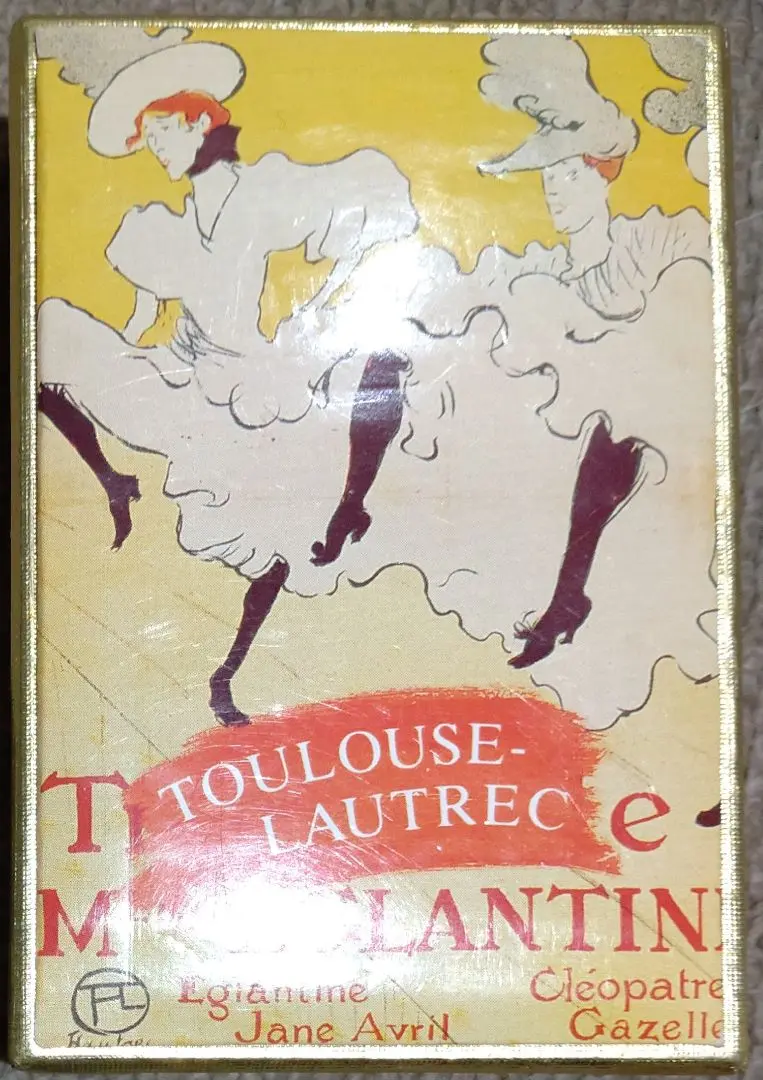 TOULOUSE-
LAUTREC
T e
M LANTIN
Eglantine Cléopatre
Jane Avril Gazelle